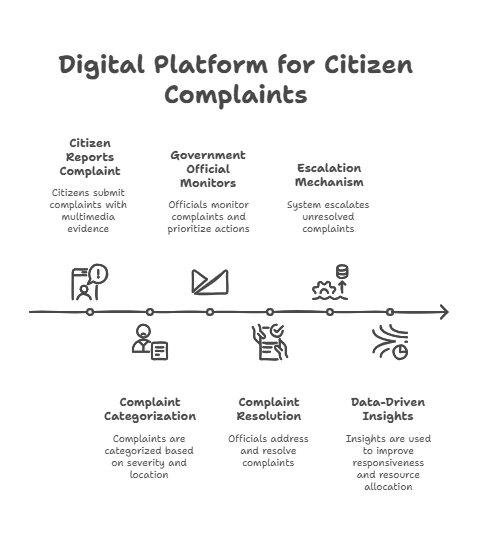 Digital Platform for Citizen
Complaints
Citizen
Reports
Complaint
Citizens submit
complaints with
multimedia
evidence
Government
Official
Monitors
Officials monitor
complaints and
prioritize actions
Escalation
Mechanism
System escalates
unresolved
complaints
Complaint
Categorization
Complaints are
categorized based
on severity and
location
Complaint
Resolution
Officials address
and resolve
complaints
Data-Driven
Insights
Insights are used
to improve
responsiveness
and resource
allocation